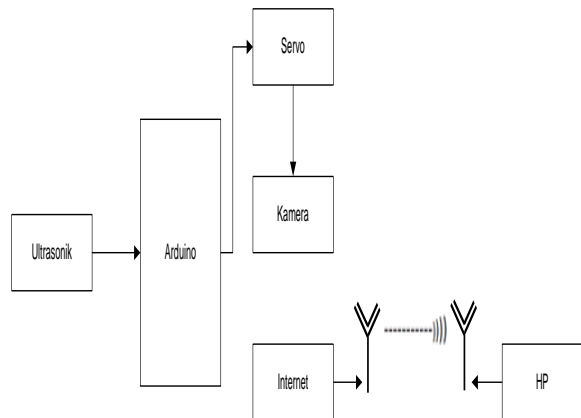 Servo
Kamera
Ultrasonik
Arduino
Internet
HP